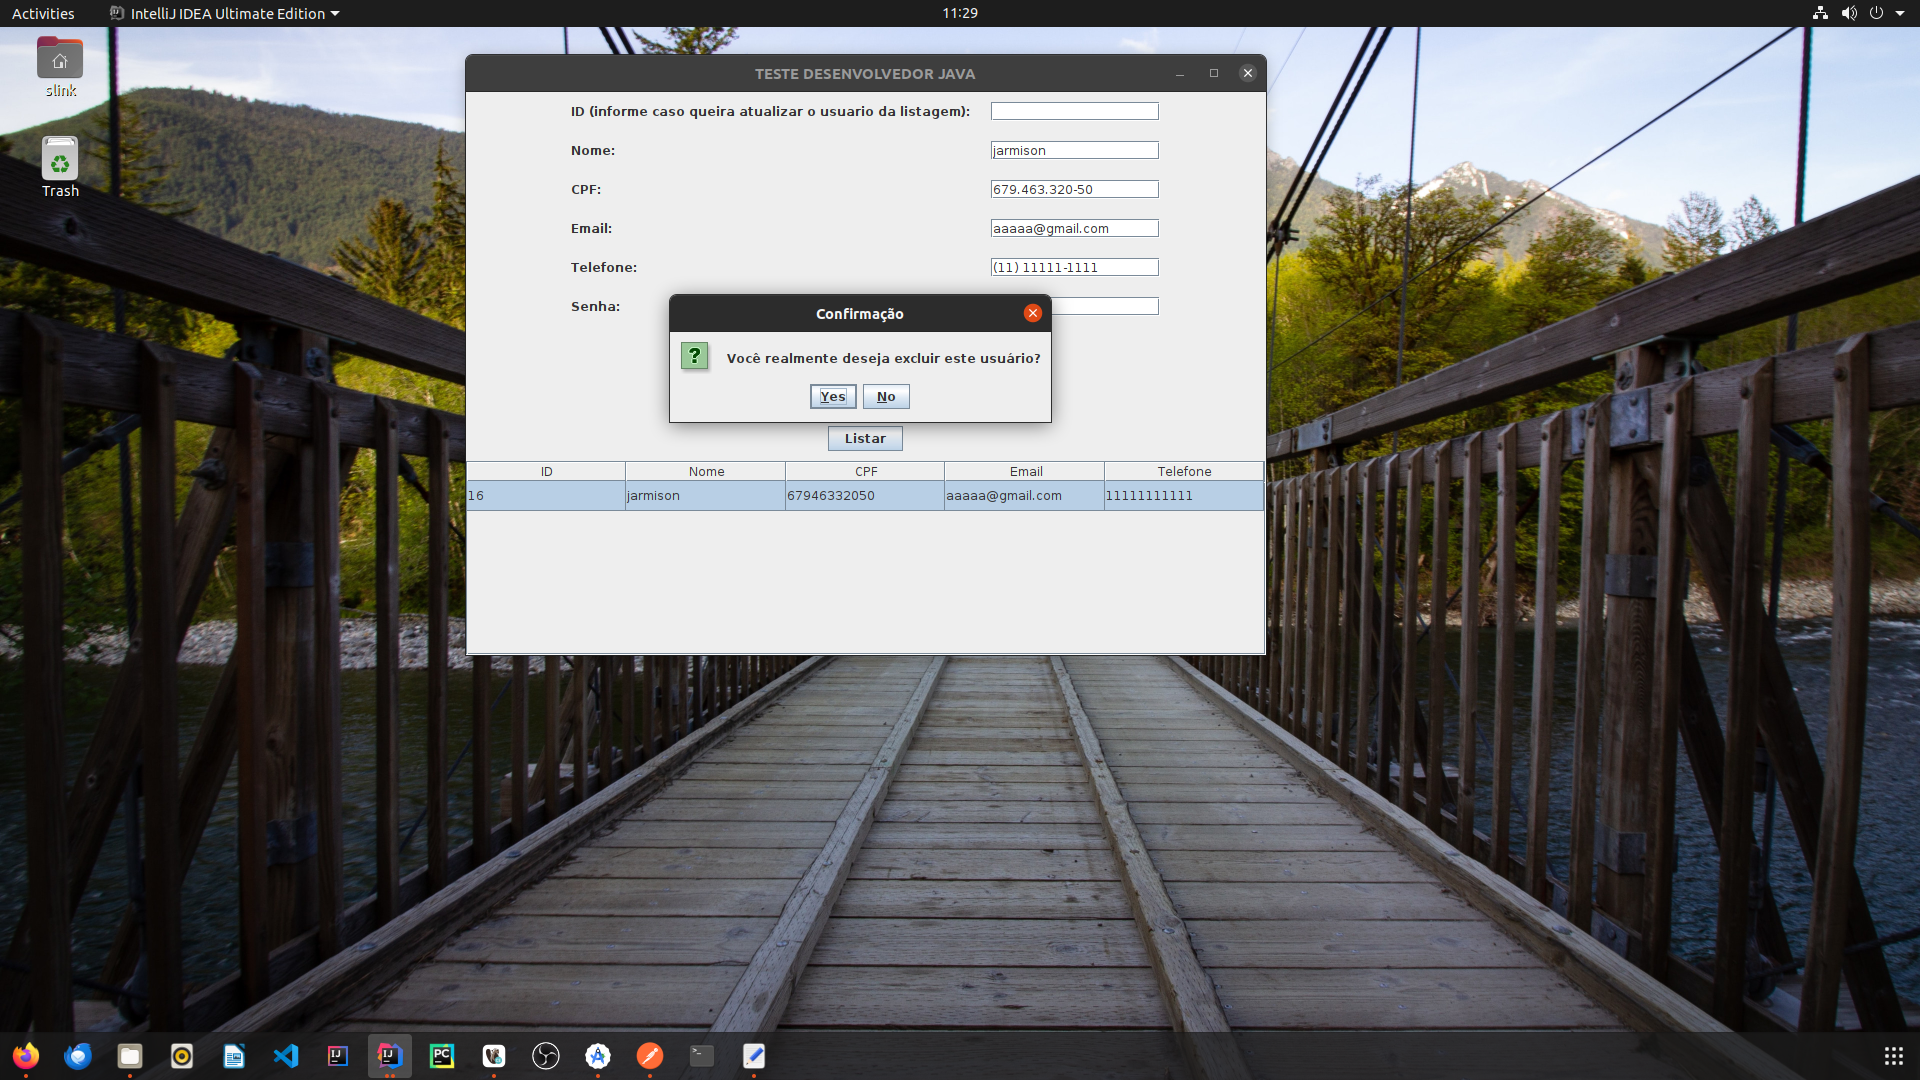 Activities
IntelliJ IDEA Ultimate Edition
11:29
slink
Trash
TESTE DESENVOLVEDOR JAVA
ID (informe caso queira atualizar o usuario da listagem):
Nome:
jarmison
CPF:
679.463.320-50
Email:
aaaaa@gmail.com
Telefone:
(11) 11111-1111
Senha:
Confirmação
?
Você realmente deseja excluir este usuário?
Yes
No
Listar
ID Nome CPF Email Telefone
16 jarmison 67946332050 aaaaa@gmail.com 11111111111
IJ
IJ
PC
>_